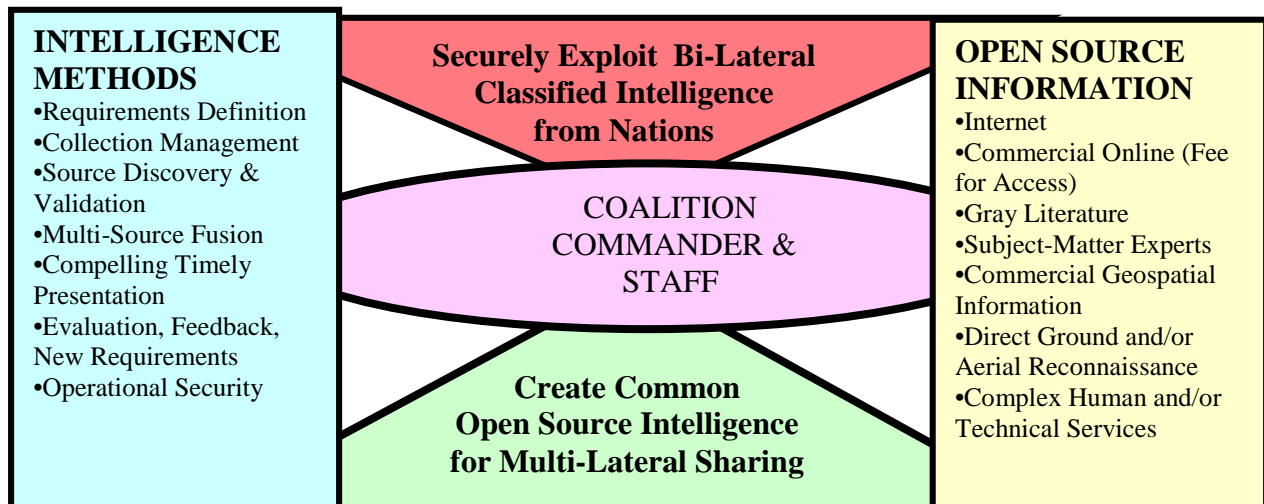 INTELLIGENCE
METHODS
•Requirements Definition
•Collection Management
•Source Discovery &
Validation
•Multi-Source Fusion
•Compelling Timely
Presentation
•Evaluation, Feedback,
New Requirements
•Operational Security
Securely Exploit Bi-Lateral
Classified Intelligence
from Nations
COALITION
COMMANDER &
STAFF
Create Common
Open Source Intelligence
for Multi-Lateral Sharing
OPEN SOURCE
INFORMATION
•Internet
•Commercial Online (Fee
for Access)
•Gray Literature
•Subject-Matter Experts
•Commercial Geospatial
Information
•Direct Ground and/or
Aerial Reconnaissance
•Complex Human and/or
Technical Services